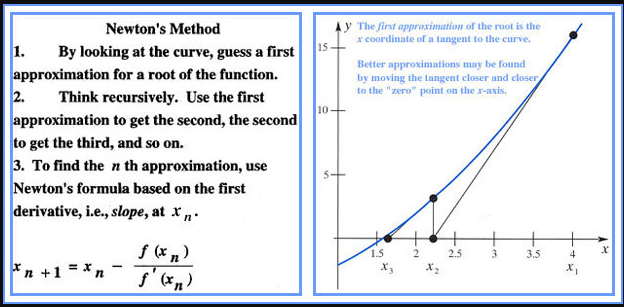 Newton's Method
1. By looking at the curve, guess a first
approximation for a root of the function.
2. Think recursively. Use the first
approximation to get the second, the second
to get the third, and so on.
3. To find the n th approximation, use
Newton's formula based on the first
derivative, i.e., slope, at x n .
x n +1 = x n − f (x n ) / f ' (x n )
y
The first approximation of the root is the
x coordinate of a tangent to the curve.
Better approximations may be found
by moving the tangent closer and closer
to the "zero" point on the x-axis.
15
10
5
1.5 2 2.5 3 3.5 4 x
x3 x2 x1